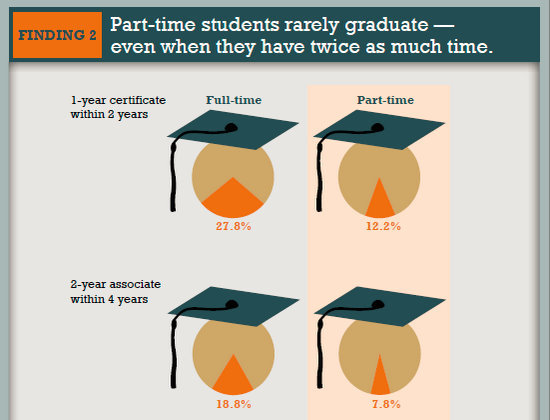 FINDING 2
Part-time students rarely graduate —
even when they have twice as much time.
1-year certificate
within 2 years
Full-time
Part-time
27.8%
12.2%
2-year associate
within 4 years
18.8%
7.8%